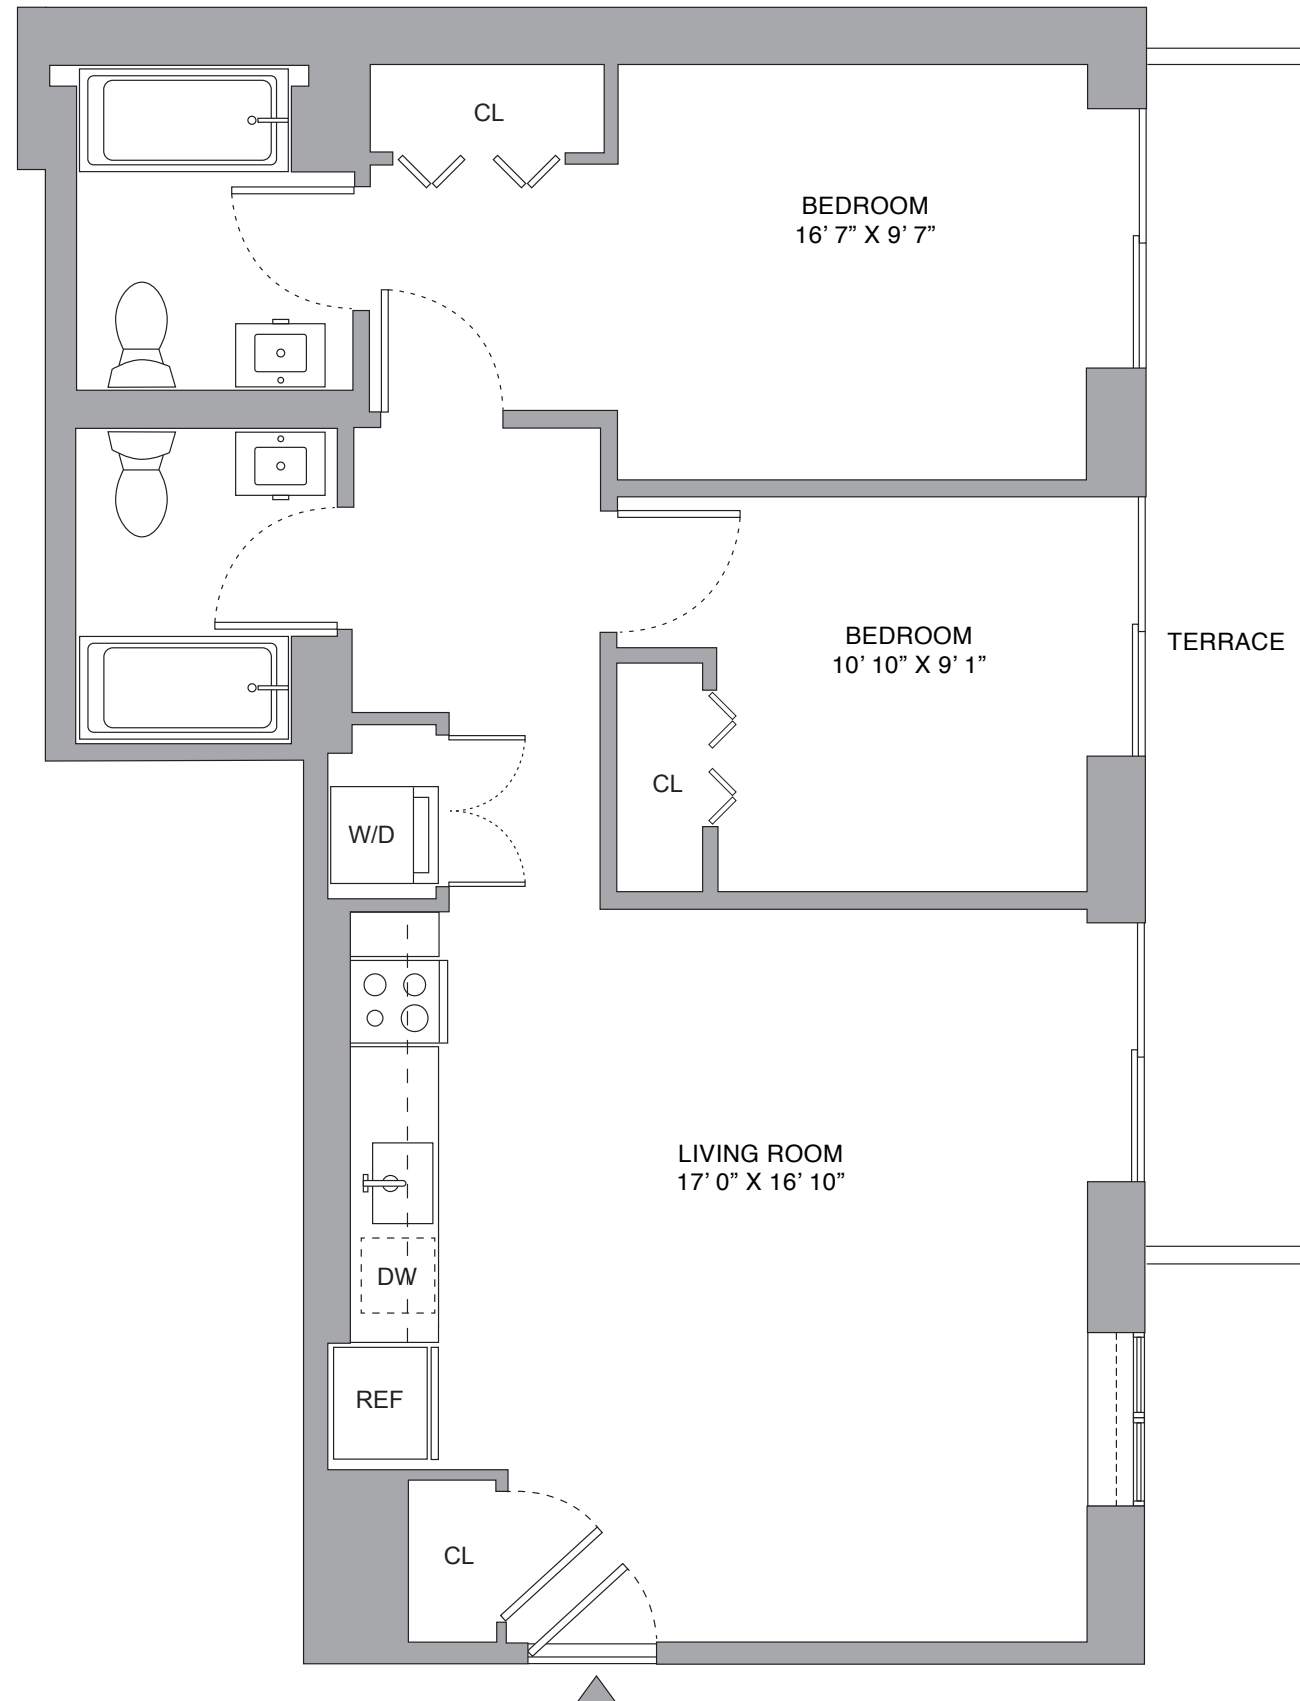 CL
BEDROOM
16’ 7” X 9’ 7”
BEDROOM
10’ 10” X 9’ 1”
TERRACE
CL
W/D
LIVING ROOM
17’ 0” X 16’ 10”
DW
REF
CL